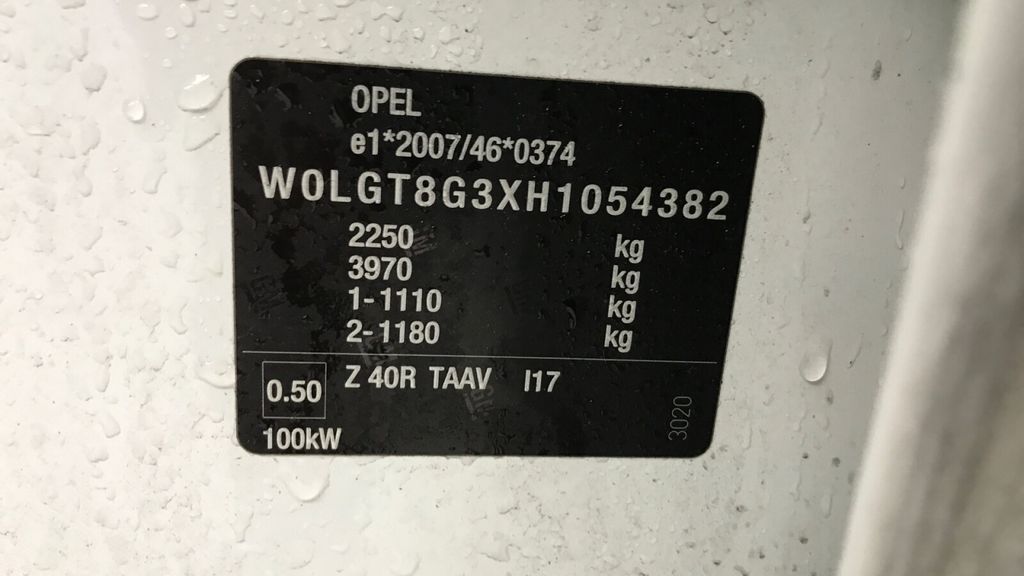 OPEL
e1*2007/46*0374
W0LGT8G3XH1054382
2250 kg
3970 kg
1-1110 kg
2-1180 kg
0.50 Z 40R TAAV I17
100kW
3020